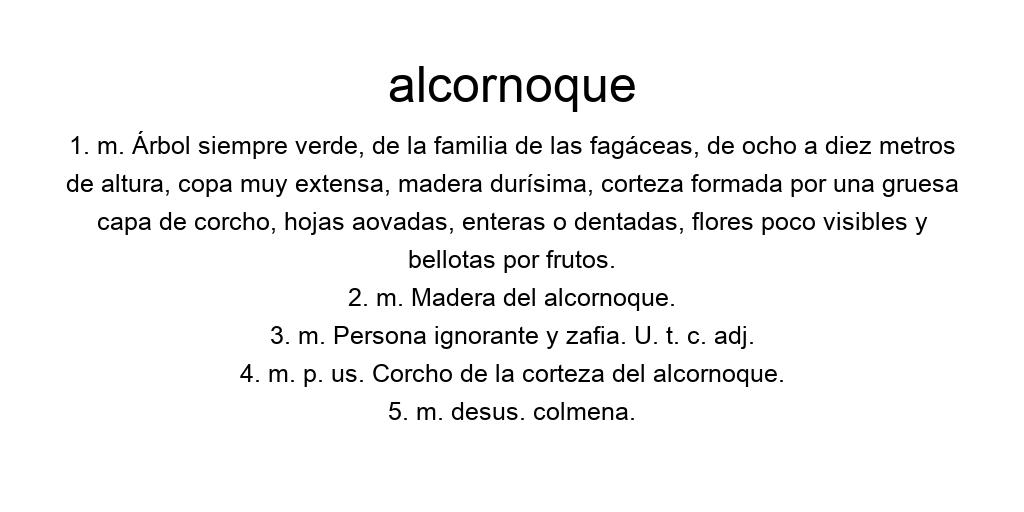 alcornoque
1. m. Árbol siempre verde, de la familia de las fagáceas, de ocho a diez metros
de altura, copa muy extensa, madera durísima, corteza formada por una gruesa
capa de corcho, hojas aovadas, enteras o dentadas, flores poco visibles y
bellotas por frutos.
2. m. Madera del alcornoque.
3. m. Persona ignorante y zafia. U. t. c. adj.
4. m. p. us. Corcho de la corteza del alcornoque.
5. m. desus. colmena.